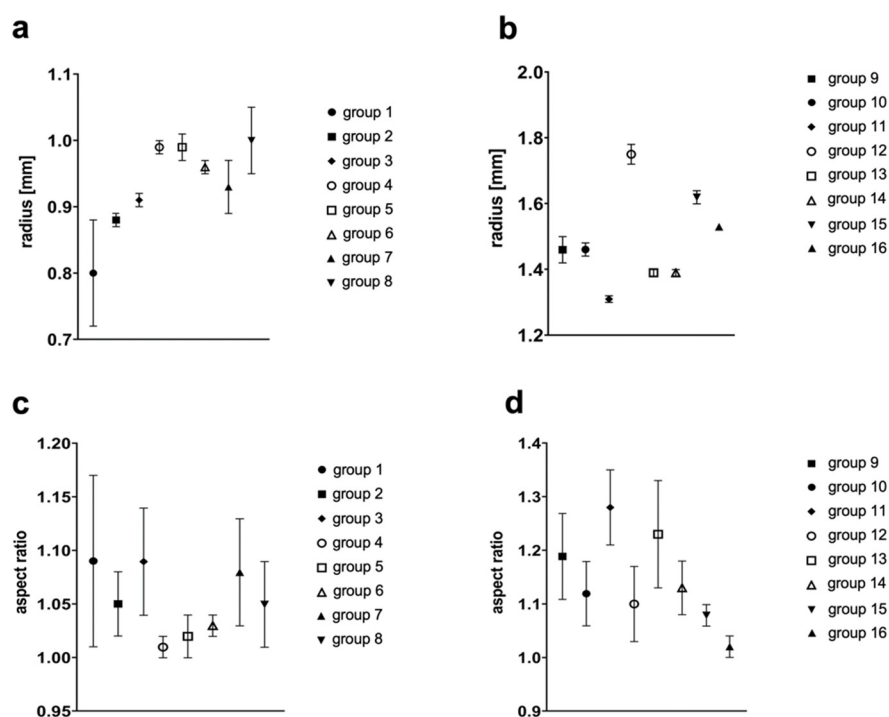 a
radius [mm]
1.1
1.0
0.9
0.8
0.7
group 1
group 2
group 3
group 4
group 5
group 6
group 7
group 8
b
radius [mm]
2.0
1.8
1.6
1.4
1.2
group 9
group 10
group 11
group 12
group 13
group 14
group 15
group 16
c
aspect ratio
1.20
1.15
1.10
1.05
1.00
0.95
group 1
group 2
group 3
group 4
group 5
group 6
group 7
group 8
d
aspect ratio
1.4
1.3
1.2
1.1
1.0
0.9
group 9
group 10
group 11
group 12
group 13
group 14
group 15
group 16